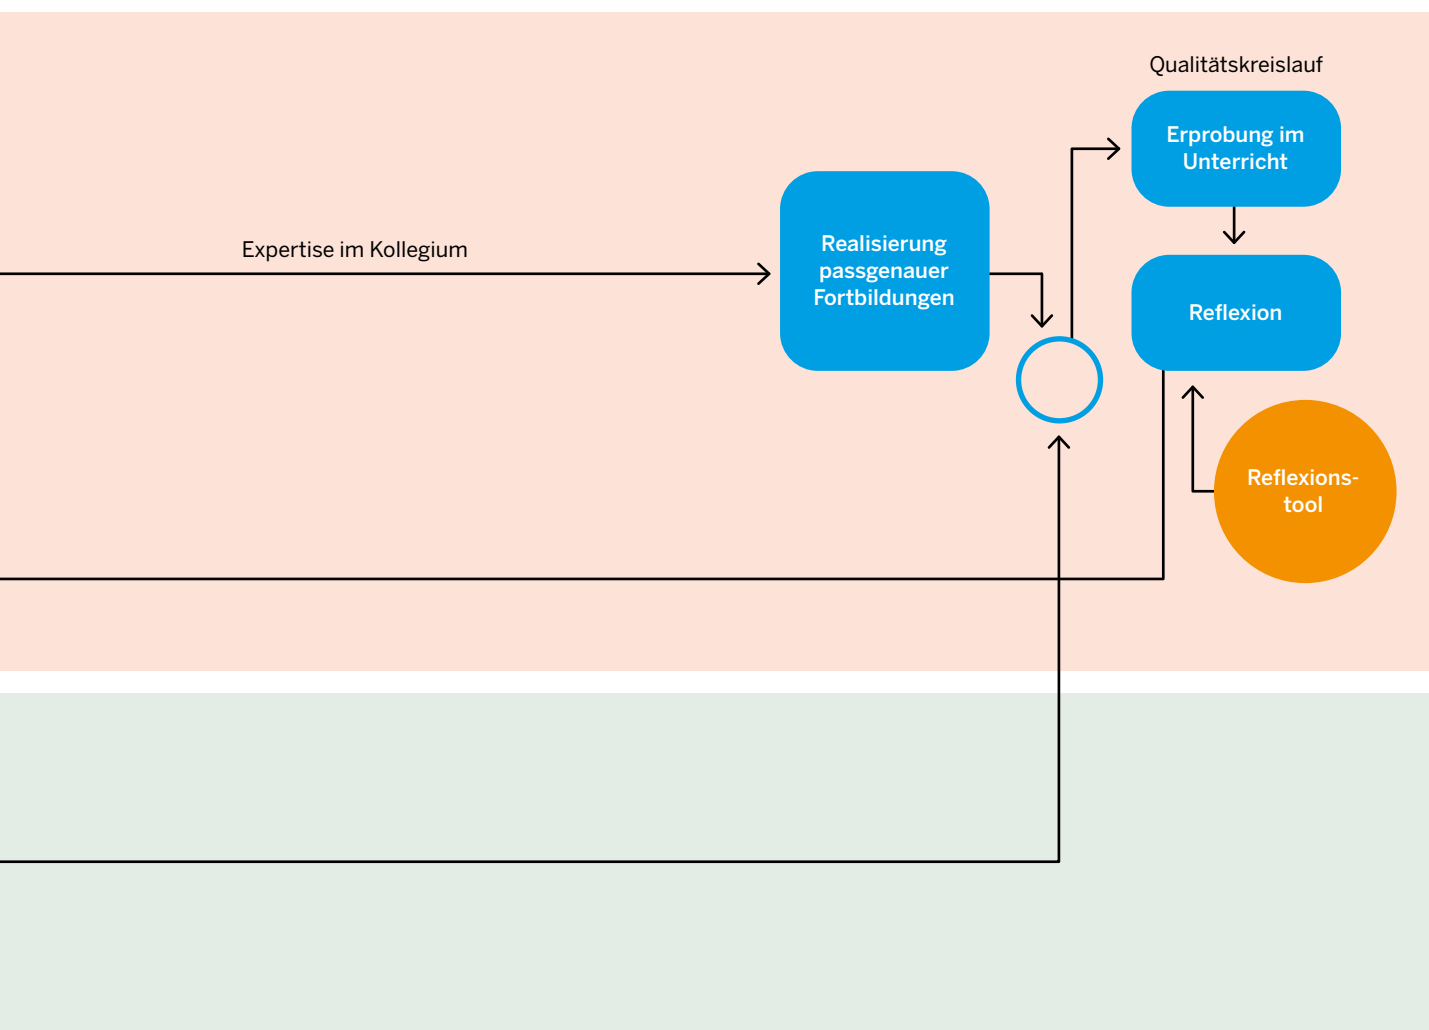 Qualitätskreislauf
Erprobung im
Unterricht
Expertise im Kollegium
Realisierung
passgenauer
Fortbildungen
Reflexion
Reflexions-
tool